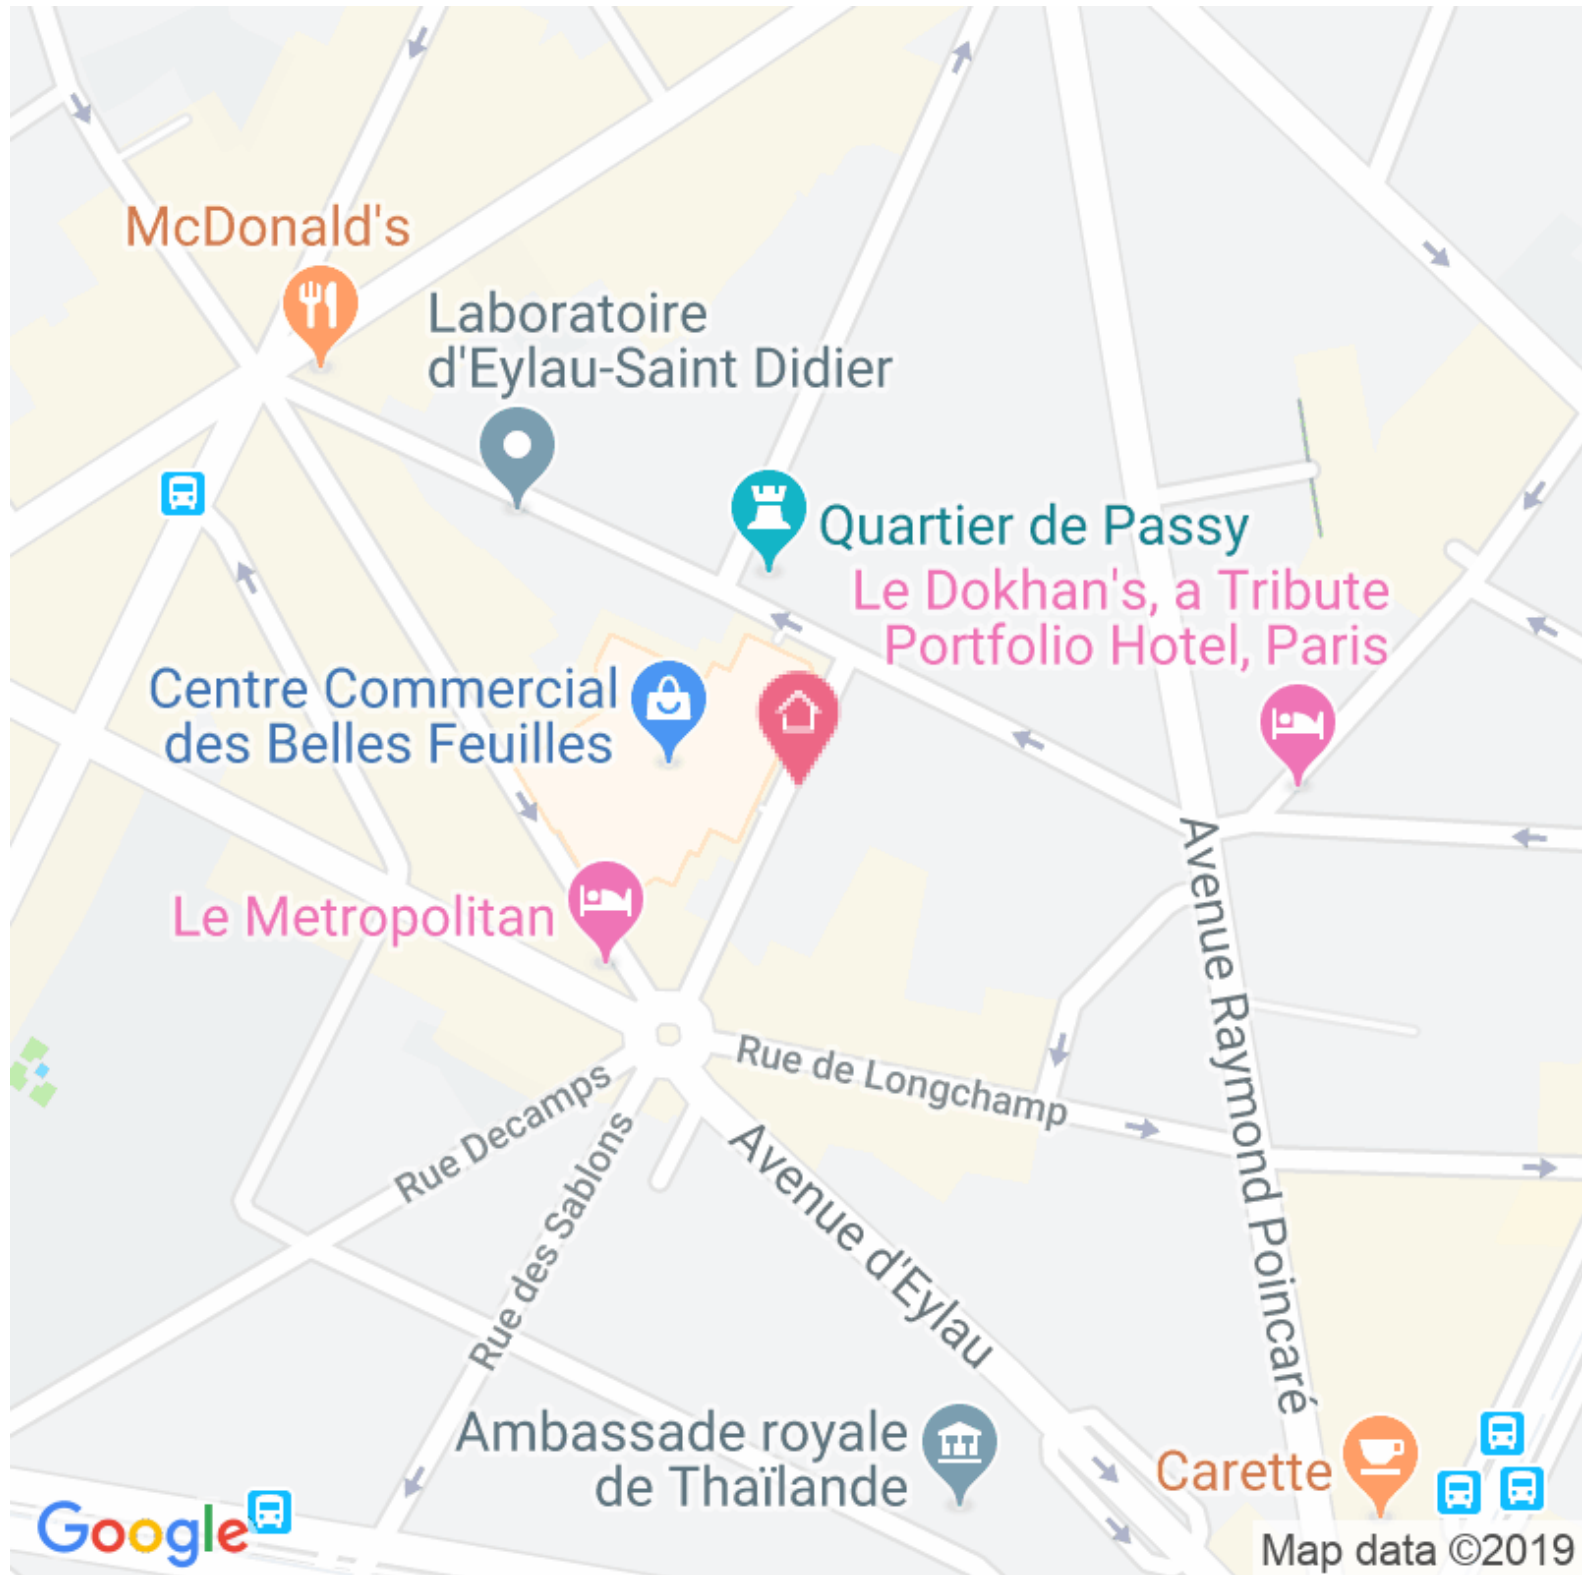 McDonald's
Laboratoire
d'Eylau-Saint Didier
Quartier de Passy
Le Dokhan's, a Tribute
Portfolio Hotel, Paris
Centre Commercial
des Belles Feuilles
Avenue Raymond Poincaré
Le Metropolitan
Rue de Longchamp
Rue Decamps
Rue des Sablons
Avenue d'Eylau
Ambassade royale
de Thaïlande
Carette
Google
Map data ©2019